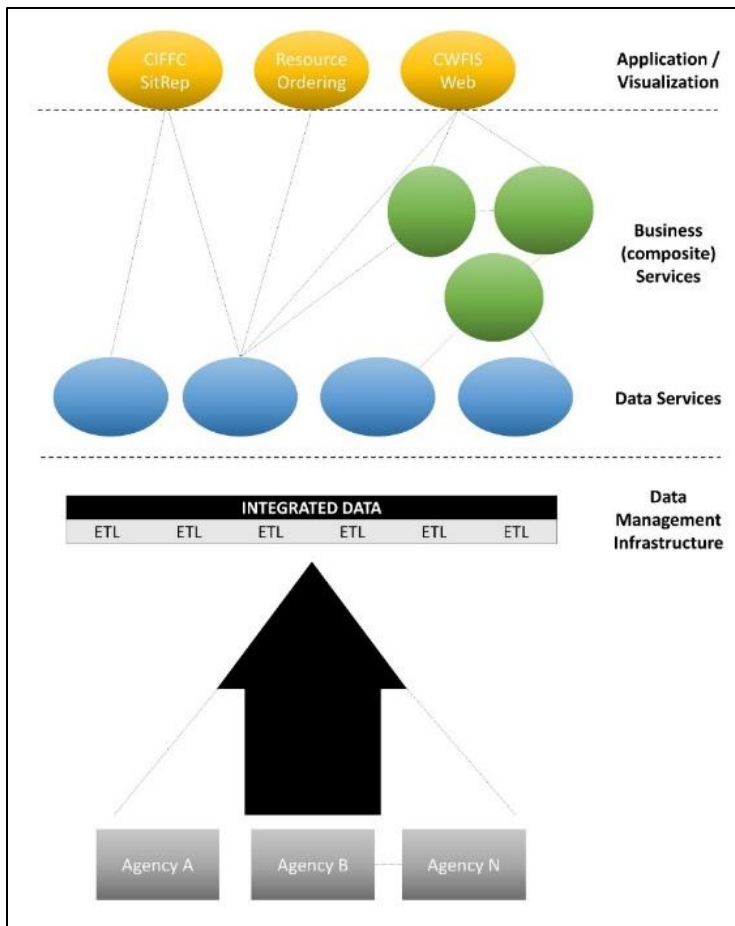 CIFFC
SitRep
Resource
Ordering
CWFIS
Web
Application /
Visualization
Business
(composite)
Services
Data Services
INTEGRATED DATA
ETL ETL ETL ETL ETL ETL
Data
Management
Infrastructure
Agency A
Agency B
Agency N